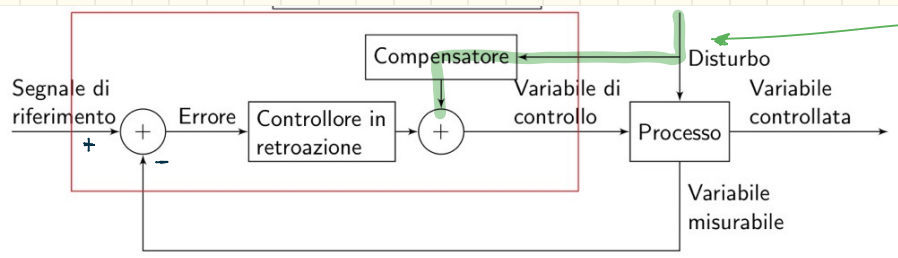 Compensatore
Disturbo
Segnale di
riferimento
+
-
+
Errore
Controllore in
retroazione
+
Variabile di
controllo
Processo
Variabile
controllata
Variabile
misurabile